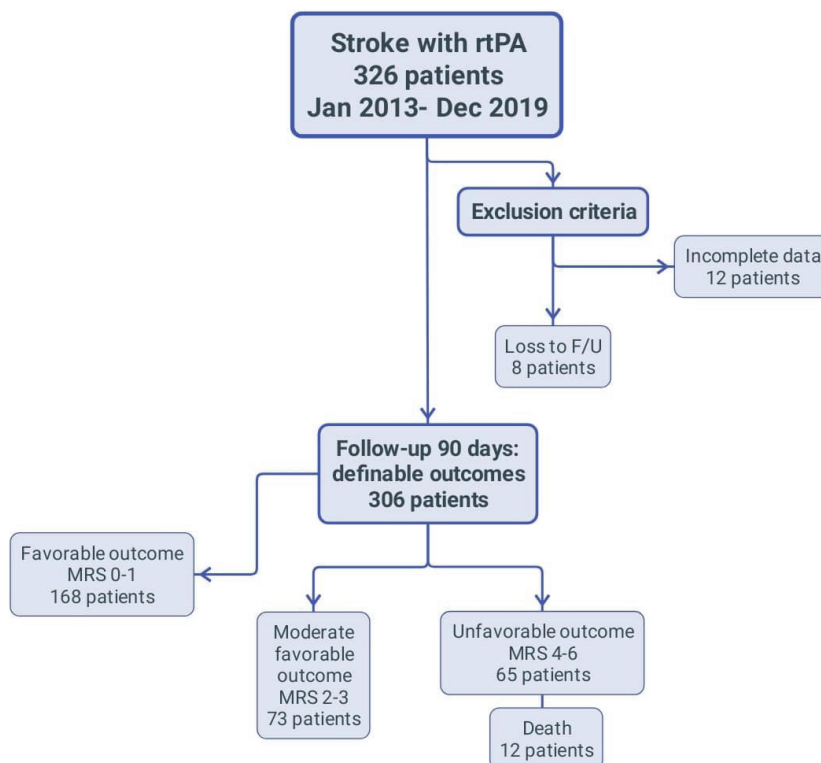 Stroke with rtPA
326 patients
Jan 2013- Dec 2019
Exclusion criteria
Incomplete data
12 patients
Loss to F/U
8 patients
Follow-up 90 days:
definable outcomes
306 patients
Favorable outcome
MRS 0-1
168 patients
Moderate
favorable
outcome
MRS 2-3
73 patients
Unfavorable outcome
MRS 4-6
65 patients
Death
12 patients